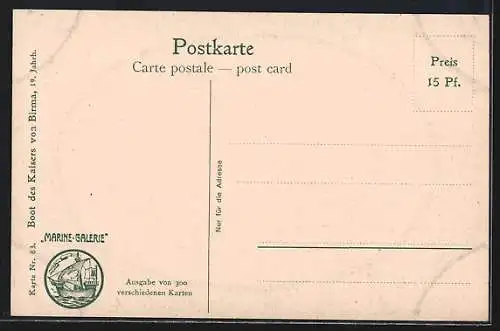 Postkarte
Carte postale — post card
Preis
15 Pf.
Karte Nr. 83. Boot des Kaisers von Birma, 19. Jahrh.
Nur für die Adresse
„MARINE-GALERIE"
Ausgabe von 300
verschiedenen Karten